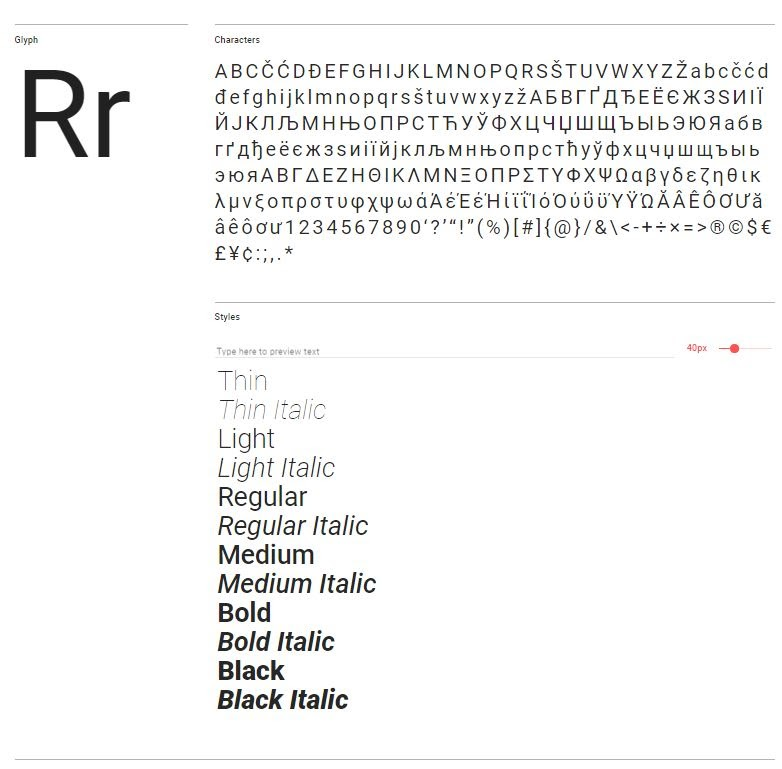 Glyph
Rr
Characters
ABCČĆDĐEFGHIJKLMNOPQRSŠTUVWXYZŽabcčćd
đefghijklmnopqrsštuvwxyzžАБВГҐДЂЕЁЄЖЗЅИІЇ
ЙЈКЛЉМНЊОПРСТЋУЎФХЦЧЏШЩЪЫЬЭЮЯабв
гґдђеёєжзѕиіїйјклљмнњопрстћуўфхцчџшщъыь
эюяΑΒΓΔΕΖΗΘΙΚΛΜΝΞΟΠΡΣΤΥΦΧΨΩαβγδεζηθικ
λμνξοπρστυφχψωάΆέΈέΉίϊΐΊόΌύΰϋΎΫΏĂÂÊÔƠƯă
âêôơư1234567890‘?’“!”(%)[#]{@}/&\<-+÷×=>®©$€
£¥¢:;,.*
Styles
Type here to preview text
40px
Thin
Thin Italic
Light
Light Italic
Regular
Regular Italic
Medium
Medium Italic
Bold
Bold Italic
Black
Black Italic